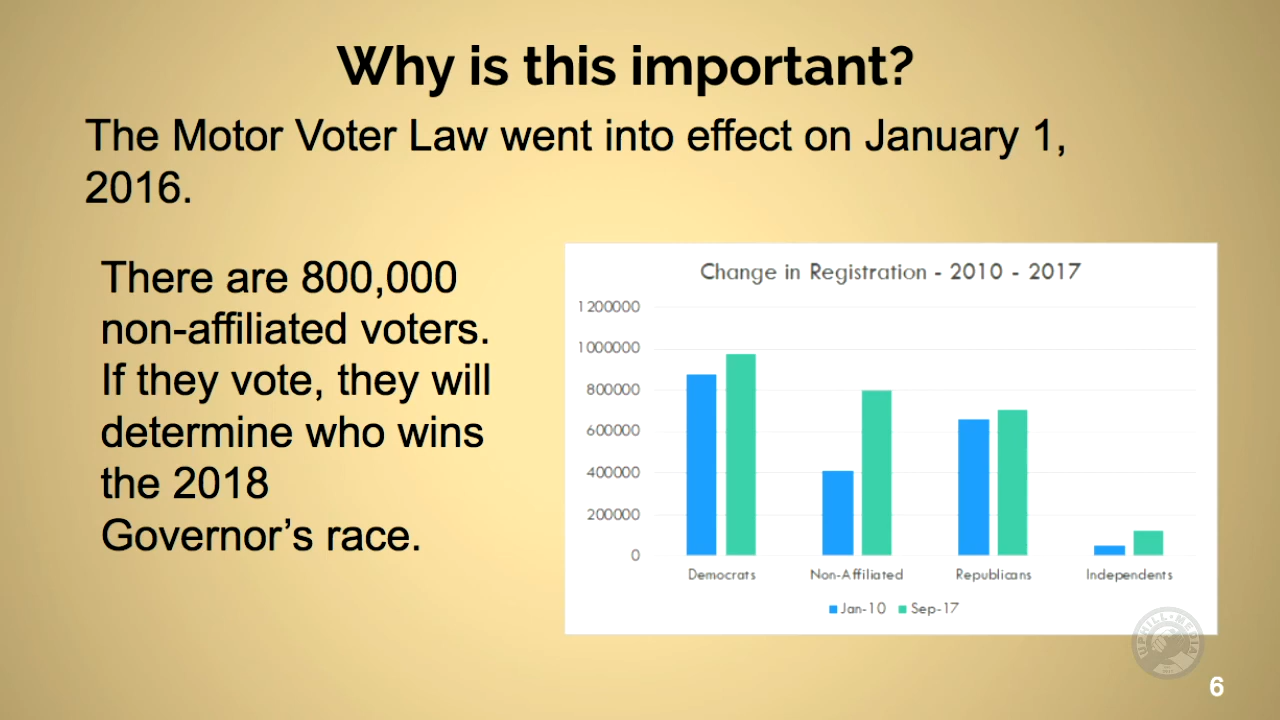 Why is this important?
The Motor Voter Law went into effect on January 1,
2016.
There are 800,000
non-affiliated voters.
If they vote, they will
determine who wins
the 2018
Governor’s race.
Change in Registration - 2010 - 2017
1200000
1000000
800000
600000
400000
200000
0
Democrats Non-Affiliated Republicans Independents
Jan-10 Sep-17
UPHILL MEDIA
6